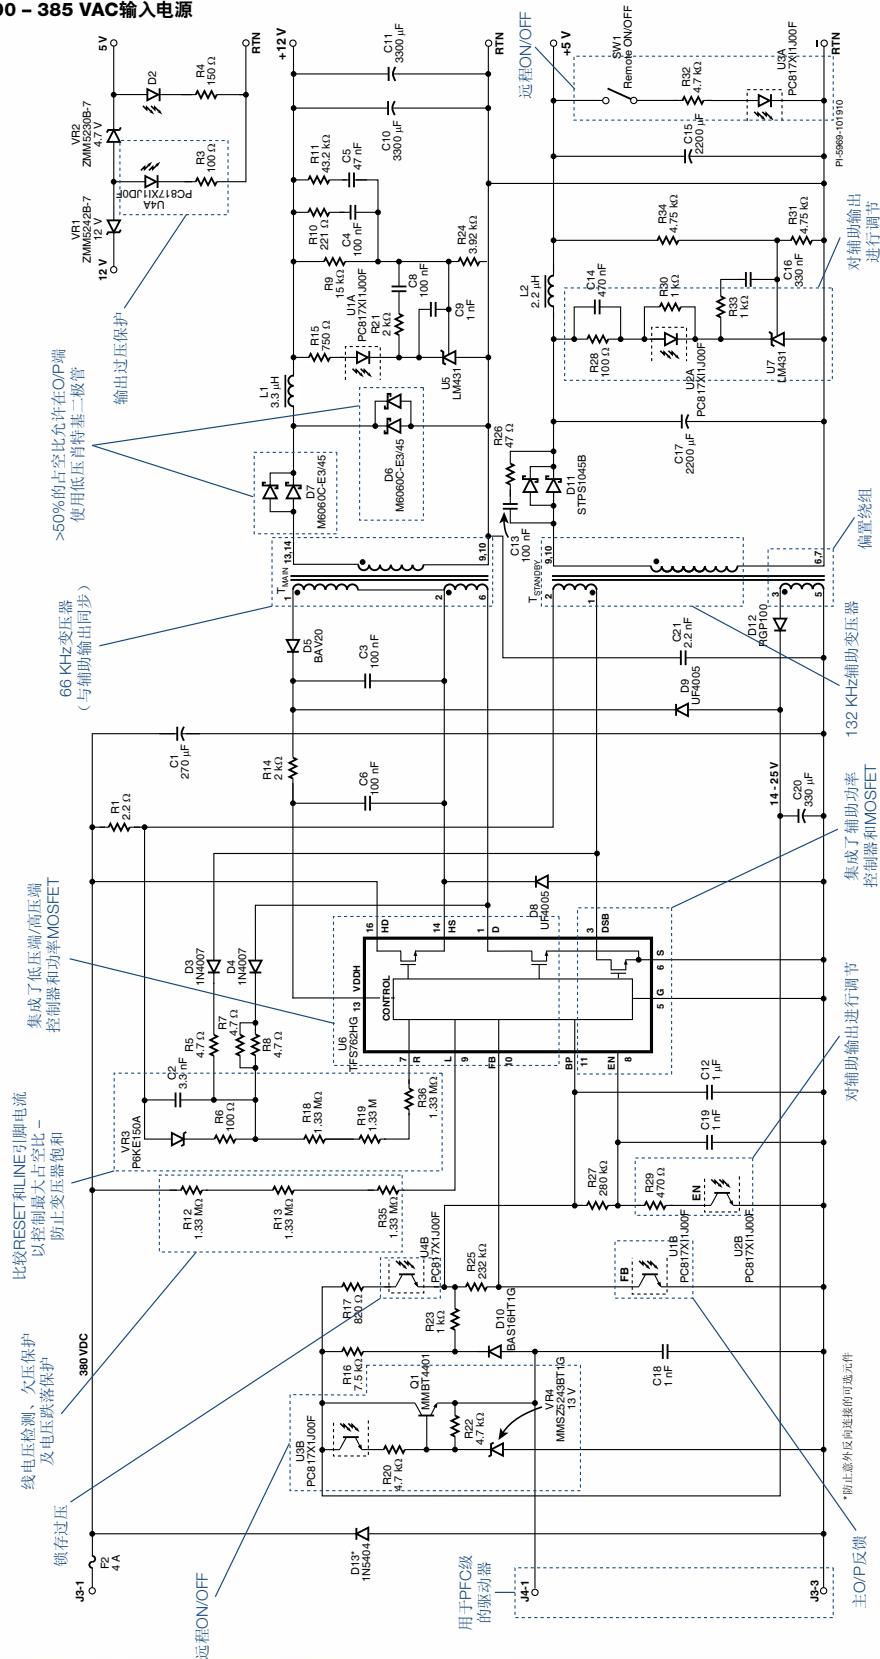 00 – 385 VAC输入电源
5 V
RTN
+12 V
RTN
+5 V
RTN
D2
R4
150 Ω
VR2
ZMM5230B-7
4.7 V
R3
100 Ω
U4A
PC817XI1JD0F
VR1
ZMM5242B-7
12 V
12 V
输出过压保护
C11
3300 μF
C10
3300 μF
R11
43.2 kΩ
C5
47 nF
R10
221 Ω
C4
100 nF
R9
15 kΩ
R24
3.92 kΩ
U1A
PC817XI1J00F
R21
2 kΩ
C8
100 nF
C9
1 nF
R15
750 Ω
U5
LM431
L1
3.3 μH
D6
M6060C-E3/45
D7
M6060C-E3/45
>50%的占空比允许在O/P端
使用低压肖特基二极管
远程ON/OFF
SW1
Remote ON/OFF
R32
4.7 kΩ
U3A
PC817XI1J00F
C15
2200 μF
PI-5969-101910
R34
4.75 kΩ
R31
4.75 kΩ
L2
2.2 μH
C14
470 nF
R28
100 Ω
R30
1 kΩ
U2A
PC817XI1J00F
R33
1 kΩ
C16
330 nF
U7
LM431
对辅助输出
进行调节
C17
2200 μF
R26
47 Ω
C13
100 nF
D11
STPS1045B
66 KHz变压器
(与辅助输出同步)
T MAIN
13,14
9,10
1
2
6
T STANDBY
9,10
6,7
2
1
3
5
偏置绕组
132 KHz辅助变压器
D5
BAV20
C3
100 nF
C21
2.2 nF
D12
RGP100
D9
UF4005
C1
270 μF
R14
2 kΩ
C6
100 nF
14 - 25 V
C20
330 μF
R1
2.2 Ω
集成了辅助功率
控制器和MOSFET
集成了低压端/高压端
控制器和功率MOSFET
D3
1N4007
D4
1N4007
R5
4.7 Ω
R7
4.7 Ω
R8
4.7 Ω
D8
UF4005
16
HD
14
HS
1
D
3
DSB
13
VDDH
CONTROL
6
S
5
G
U6
TFS762HG
7
R
9
L
FB
10
BP
11
EN
8
C2
3.3 nF
VR3
P6KE150A
R6
100 Ω
R18
1.33 MΩ
R19
1.33 M
R36
1.33 MΩ
C12
1 μF
C19
1 nF
对辅助输出进行调节
比较RESET和LINE引脚电流
以控制最大占空比 –
防止变压器饱和
R12
1.33 MΩ
R13
1.33 MΩ
R35
1.33 MΩ
R27
280 kΩ
R29
470 Ω
EN
U2B
PC817XI1J00F
线电压检测、欠压保护
及电压跌落保护
380 VDC
R17
820 Ω
U4B
PC817X1J00F
R25
232 kΩ
R23
1 kΩ
D10
BAS16HT1G
FB
U1B
PC817XI1J00F
R16
7.5 kΩ
C18
1 nF
锁存过压
U3B
PC817X1J00F
R20
4.7 kΩ
Q1
MMBT4401
R22
4.7 kΩ
VR4
MMSZ5243BT1G
13 V
*防止意外反向连接的可选元件
主O/P反馈
远程ON/OFF
J3-1
F2
4 A
D13*
1N5404
用于PFC级
的驱动器
J4-1
J3-3